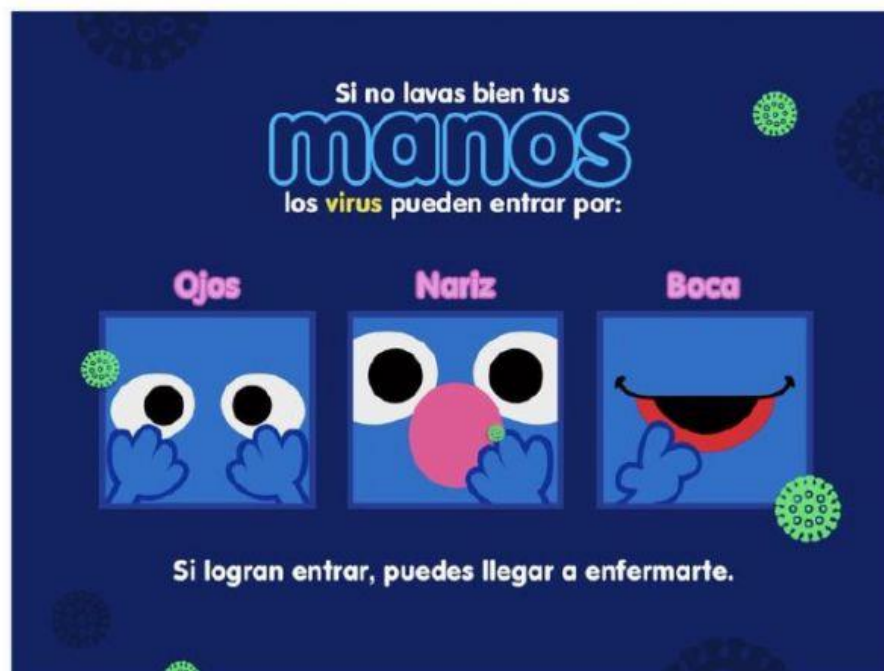 Si no lavas bien tus
manos
los virus pueden entrar por:
Ojos
Nariz
Boca
Si logran entrar, puedes llegar a enfermarte.